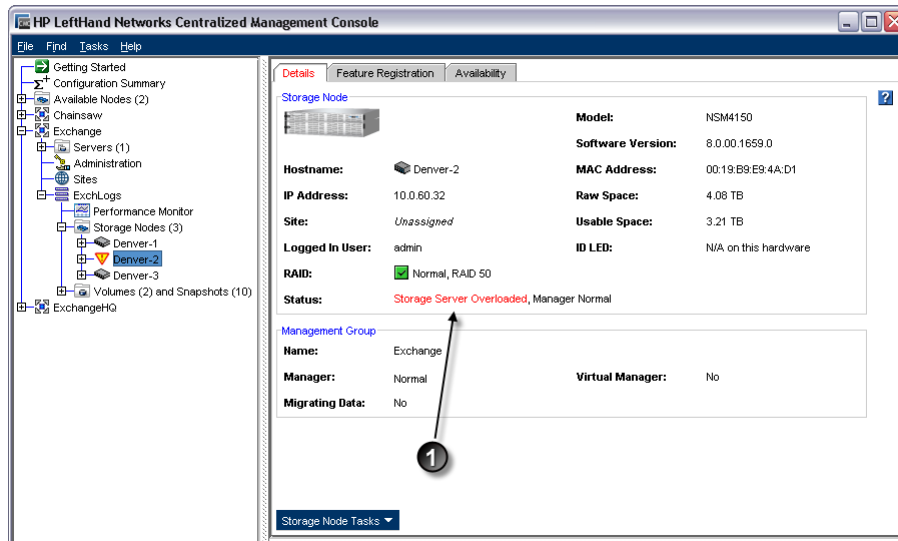 HP LeftHand Networks Centralized Management Console
File Find Tasks Help
Getting Started
Configuration Summary
Available Nodes (2)
Chainsaw
Exchange
Servers (1)
Administration
Sites
ExchLogs
Performance Monitor
Storage Nodes (3)
Denver-1
Denver-2
Denver-3
Volumes (2) and Snapshots (10)
ExchangeHQ
Details Feature Registration Availability
?
Storage Node
Model: NSM4150
Software Version: 8.0.00.1659.0
Hostname: Denver-2 MAC Address: 00:19:B9:E9:4A:D1
IP Address: 10.0.60.32 Raw Space: 4.08 TB
Site: Unassigned Usable Space: 3.21 TB
Logged In User: admin ID LED: N/A on this hardware
RAID: Normal, RAID 50
Status: Storage Server Overloaded, Manager Normal
Management Group
Name: Exchange
Manager: Normal Virtual Manager: No
Migrating Data: No
1
Storage Node Tasks